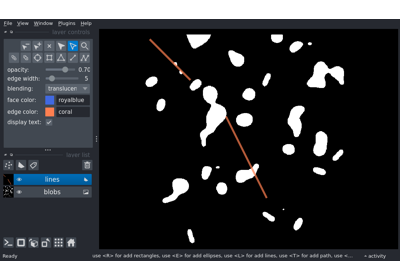 File View Window Plugins Help
layer controls
opacity: 0.70
edge width: 5
blending: translucen
face color: royalblue
edge color: coral
display text:
layer list
lines
blobs
Ready use <R> for add rectangles, use <E> for add ellipses, use <L> for add lines, use <T> for add path, use <... activity